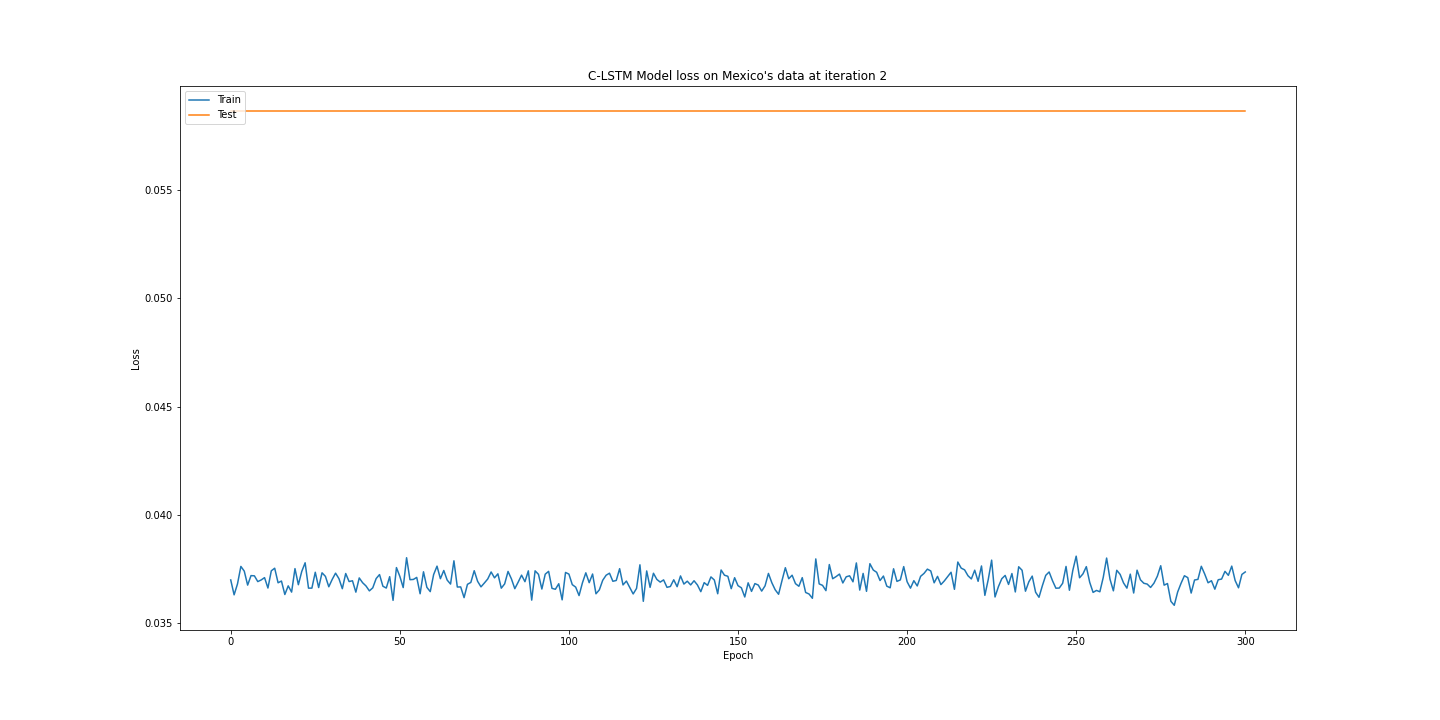 C-LSTM Model loss on Mexico's data at iteration 2
Train
Test
0.055
0.050
0.045
0.040
0.035
Loss
0 50 100 150 200 250 300
Epoch